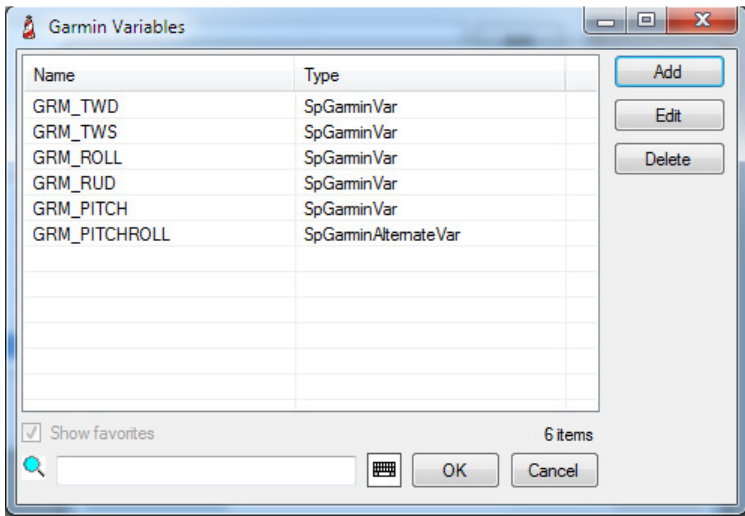 Garmin Variables
Name Type
GRM_TWD SpGarminVar
GRM_TWS SpGarminVar
GRM_ROLL SpGarminVar
GRM_RUD SpGarminVar
GRM_PITCH SpGarminVar
GRM_PITCHROLL SpGarminAlternateVar
Add
Edit
Delete
Show favorites
6 items
OK Cancel